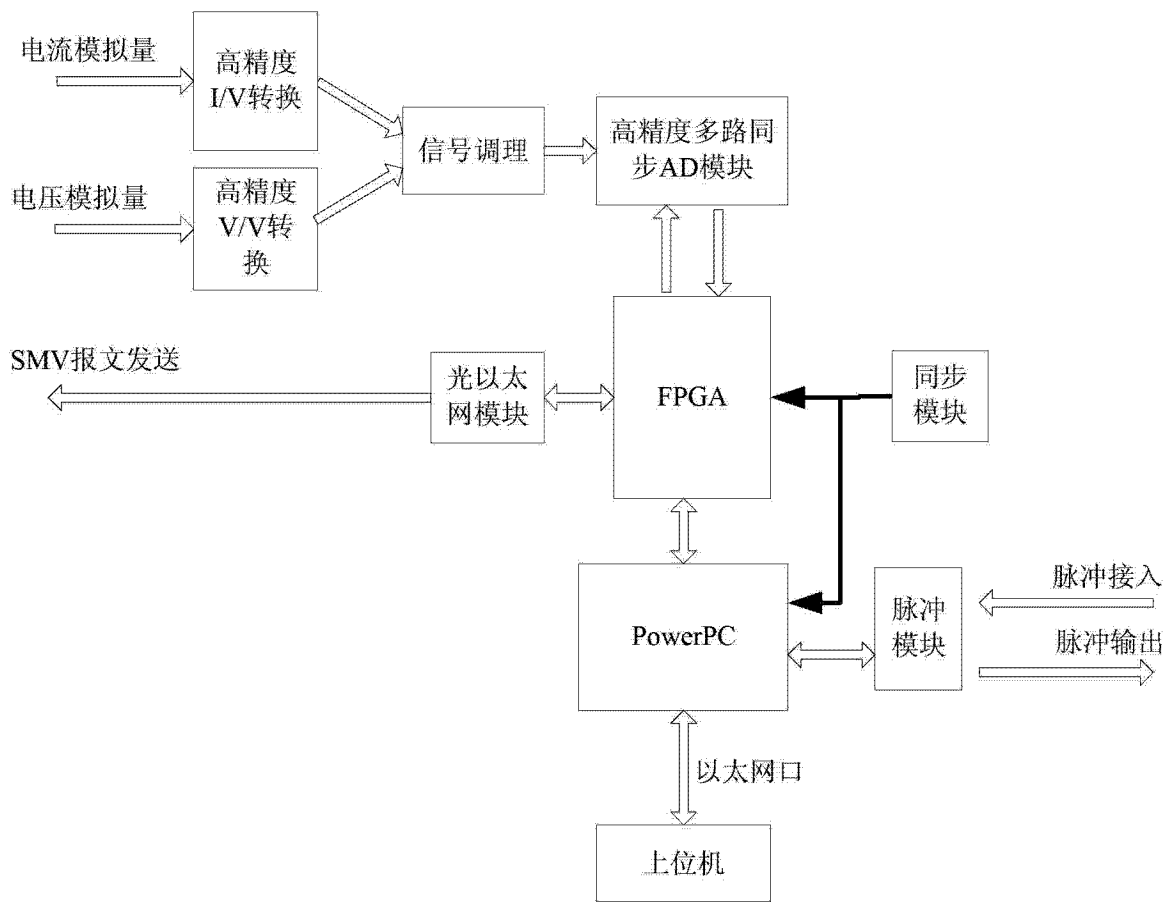 电流模拟量
高精度
I/V转换
电压模拟量
高精度
V/V转
换
信号调理
高精度多路同
步AD模块
SMV报文发送
光以太
网模块
FPGA
同步
模块
PowerPC
脉冲
模块
脉冲接入
脉冲输出
以太网口
上位机